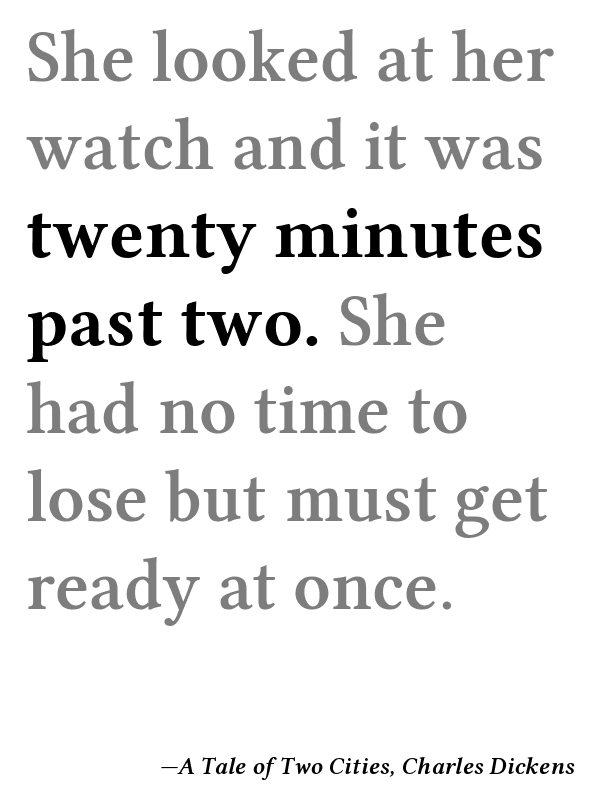 She looked at her
watch and it was
twenty minutes
past two. She
had no time to
lose but must get
ready at once.
—A Tale of Two Cities, Charles Dickens